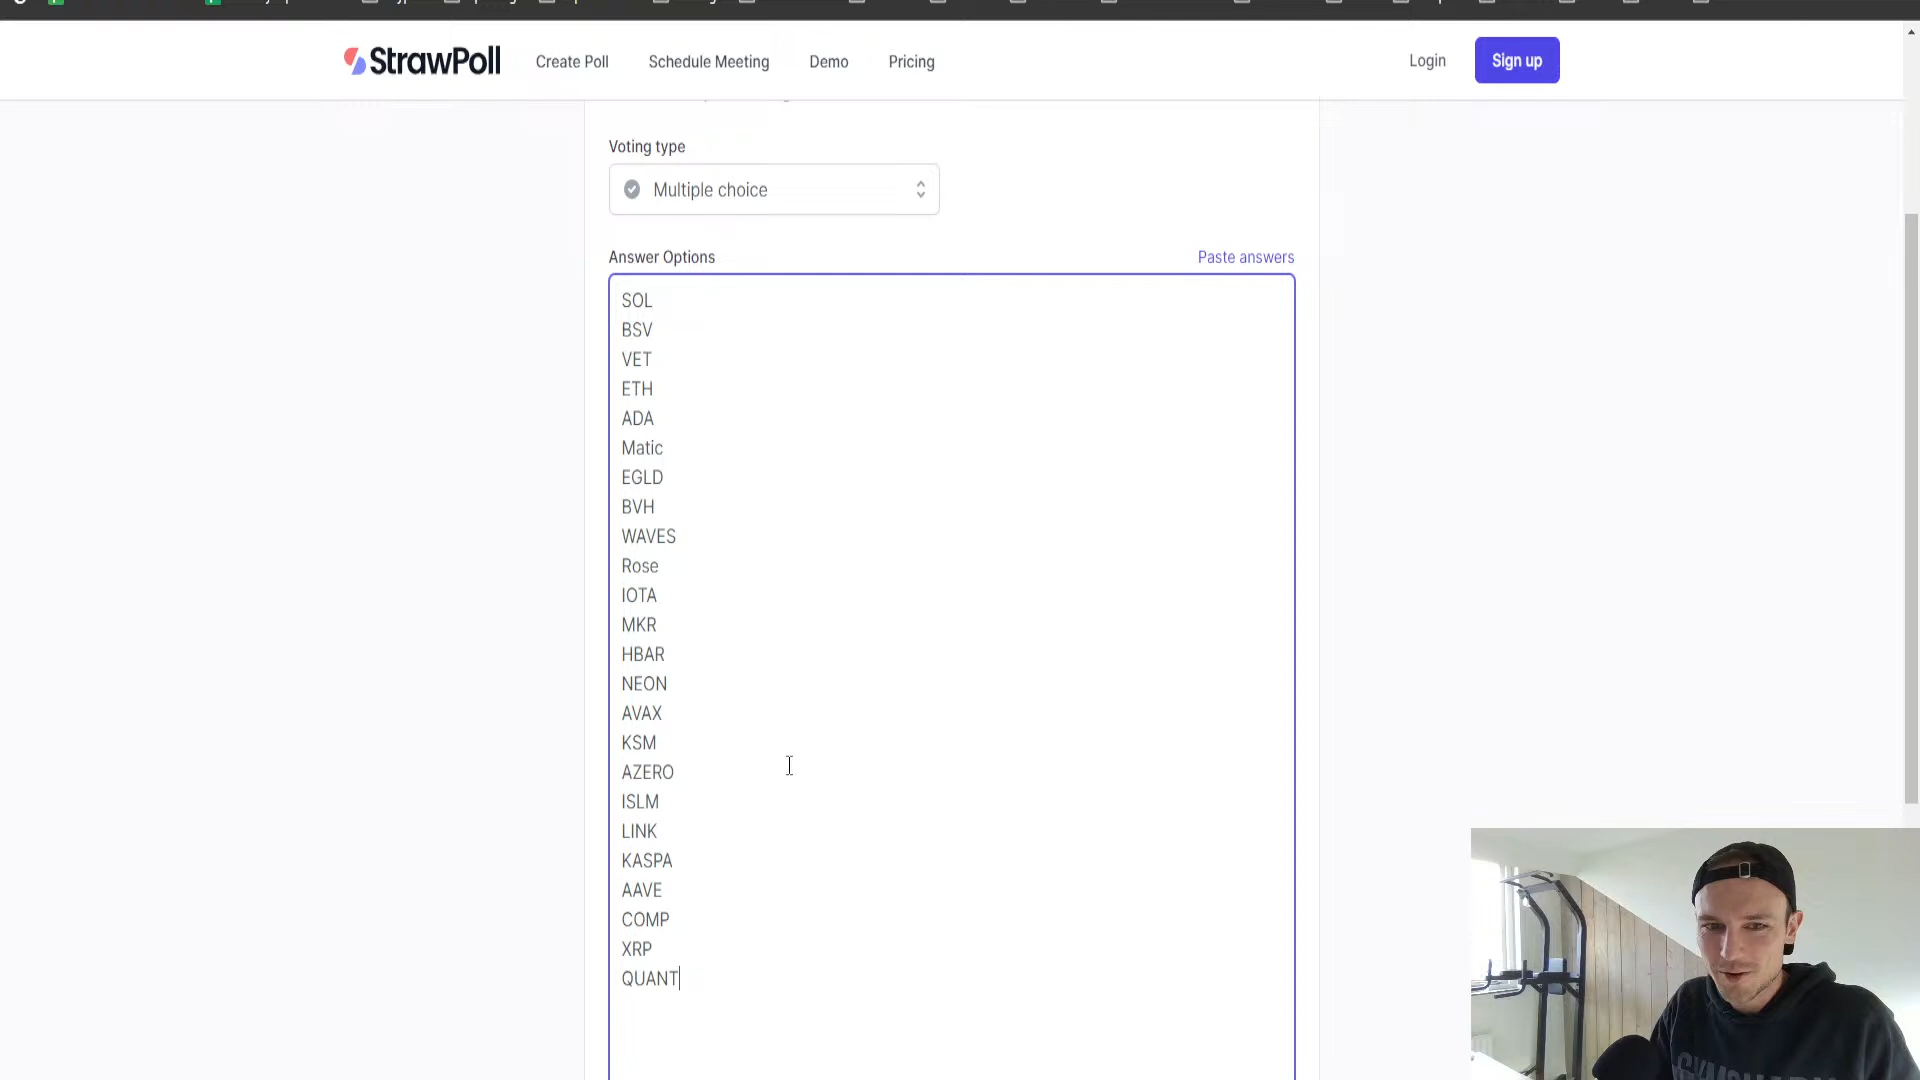 StrawPoll
Create Poll
Schedule Meeting
Demo
Pricing
Login
Sign up
Voting type
Multiple choice
Answer Options
Paste answers
SOL
BSV
VET
ETH
ADA
Matic
EGLD
BVH
WAVES
Rose
IOTA
MKR
HBAR
NEON
AVAX
KSM
AZERO
ISLM
LINK
KASPA
AAVE
COMP
XRP
QUANT